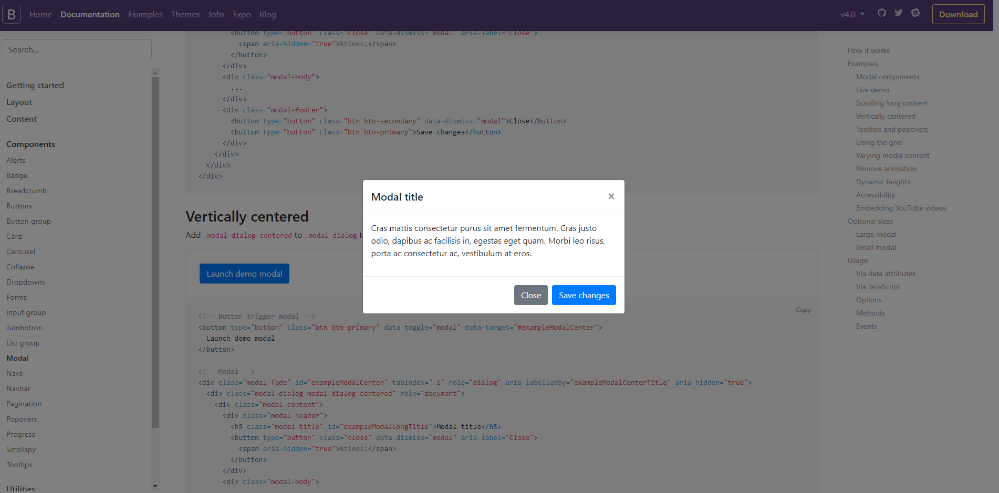 B Home Documentation Examples Themes Jobs Expo Blog v4.0 Download
Search...
Getting started
Layout
Content
Components
Alerts
Badge
Breadcrumb
Buttons
Button group
Card
Carousel
Collapse
Dropdowns
Forms
Input group
Jumbotron
List group
Modal
Navs
Navbar
Pagination
Popovers
Progress
Scrollspy
Tooltips
Utilities
<button type="button" class="close" data-dismiss="modal" aria-label="Close">
<span aria-hidden="true">&times;</span>
</button>
</div>
<div class="modal-body">
...
</div>
<div class="modal-footer">
<button type="button" class="btn btn-secondary" data-dismiss="modal">Close</button>
<button type="button" class="btn btn-primary">Save changes</button>
</div>
</div>
</div>
</div>
Vertically centered
Add .modal-dialog-centered to .modal-dialog
Launch demo modal
Modal title ×
Cras mattis consectetur purus sit amet fermentum. Cras justo
odio, dapibus ac facilisis in, egestas eget quam. Morbi leo risus,
porta ac consectetur ac, vestibulum at eros.
Close Save changes
Copy
<!-- Button trigger modal -->
<button type="button" class="btn btn-primary" data-toggle="modal" data-target="#exampleModalCenter">
Launch demo modal
</button>
<!-- Modal -->
<div class="modal fade" id="exampleModalCenter" tabindex="-1" role="dialog" aria-labelledby="exampleModalCenterTitle" aria-hidden="true">
<div class="modal-dialog modal-dialog-centered" role="document">
<div class="modal-content">
<div class="modal-header">
<h5 class="modal-title" id="exampleModalLongTitle">Modal title</h5>
<button type="button" class="close" data-dismiss="modal" aria-label="Close">
<span aria-hidden="true">&times;</span>
</button>
</div>
<div class="modal-body">
How it works
Examples
Modal components
Live demo
Scrolling long content
Vertically centered
Tooltips and popovers
Using the grid
Varying modal content
Remove animation
Dynamic heights
Accessibility
Embedding YouTube videos
Optional sizes
Large modal
Small modal
Usage
Via data attributes
Via JavaScript
Options
Methods
Events